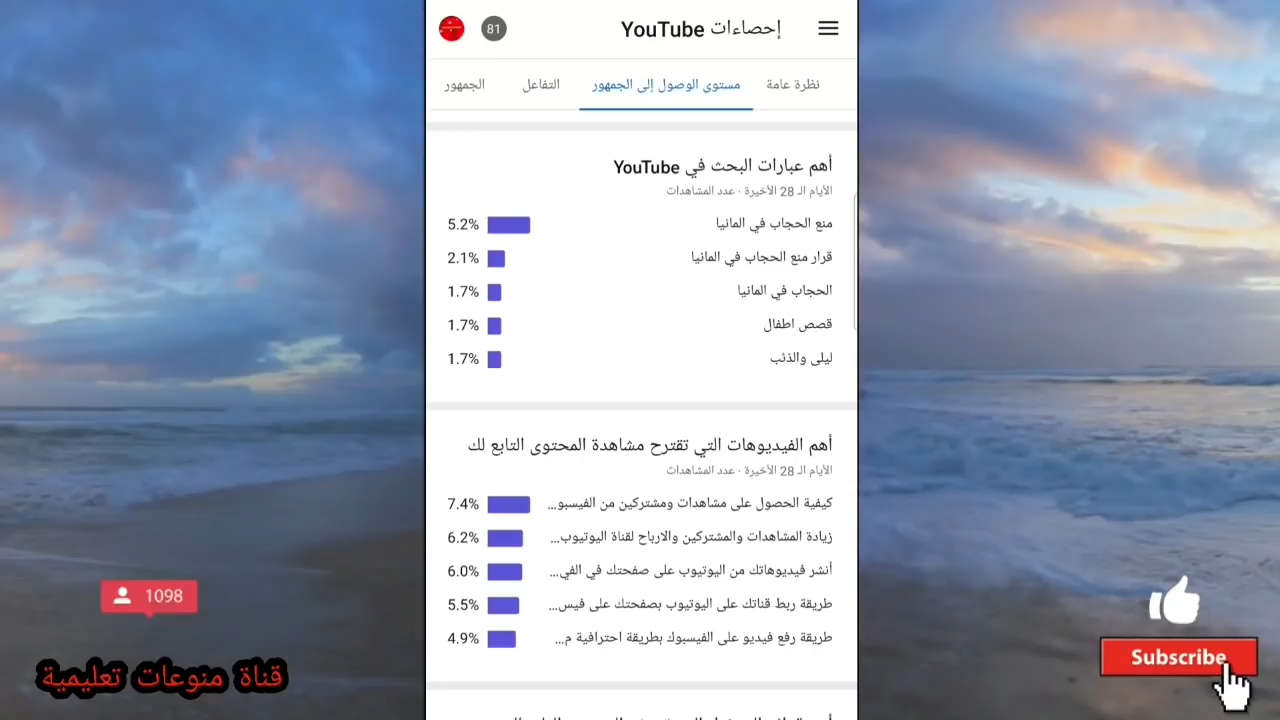 إحصاءات YouTube
81
نظرة عامة
مستوى الوصول إلى الجمهور
التفاعل
الجمهور
أهم عبارات البحث في YouTube
الأيام الـ 28 الأخيرة · عدد المشاهدات
منع الحجاب في المانيا 5.2%
قرار منع الحجاب في المانيا 2.1%
الحجاب في المانيا 1.7%
قصص اطفال 1.7%
ليلى والذئب 1.7%
أهم الفيديوهات التي تقترح مشاهدة المحتوى التابع لك
الأيام الـ 28 الأخيرة · عدد المشاهدات
كيفية الحصول على مشاهدات ومشتركين من الفيسبو... 7.4%
زيادة المشاهدات والمشتركين والارباح لقناة اليوتيوب... 6.2%
أنشر فيديوهاتك من اليوتيوب على صفحتك في الفي... 6.0%
طريقة ربط قناتك على اليوتيوب بصفحتك على فيس... 5.5%
طريقة رفع فيديو على الفيسبوك بطريقة احترافية م... 4.9%
1098
قناة منوعات تعليمية
Subscribe